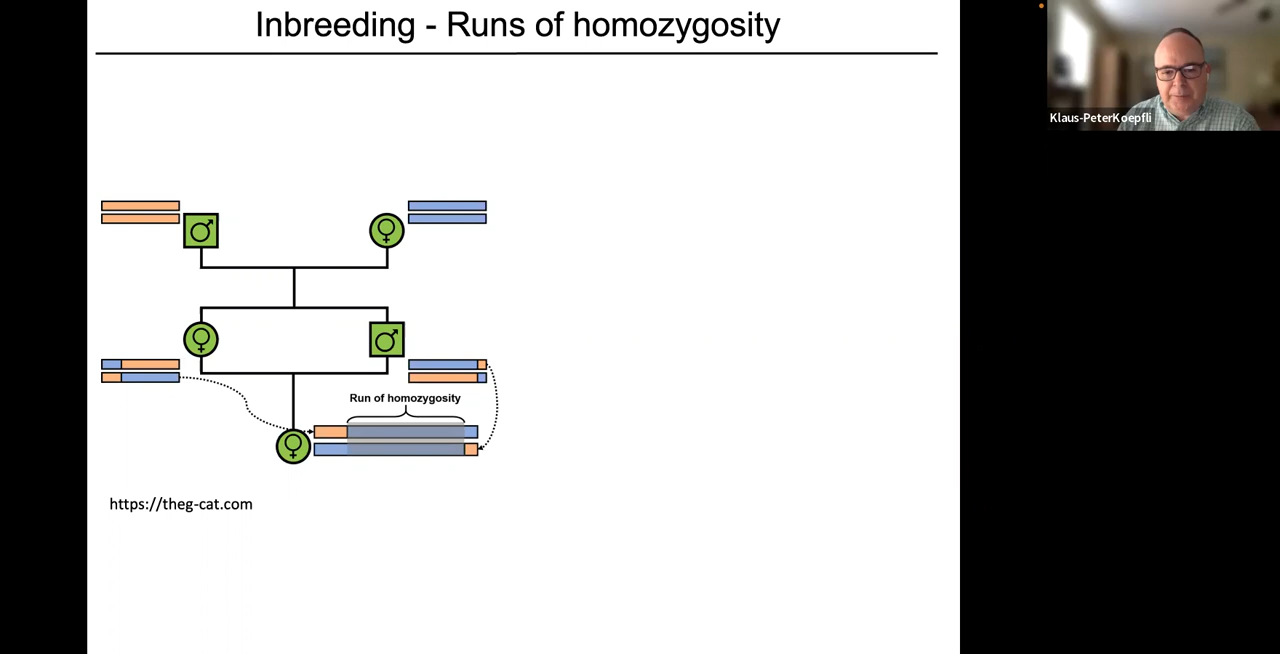 Inbreeding - Runs of homozygosity
Klaus-PeterKoepfli
Run of homozygosity
https://theg-cat.com